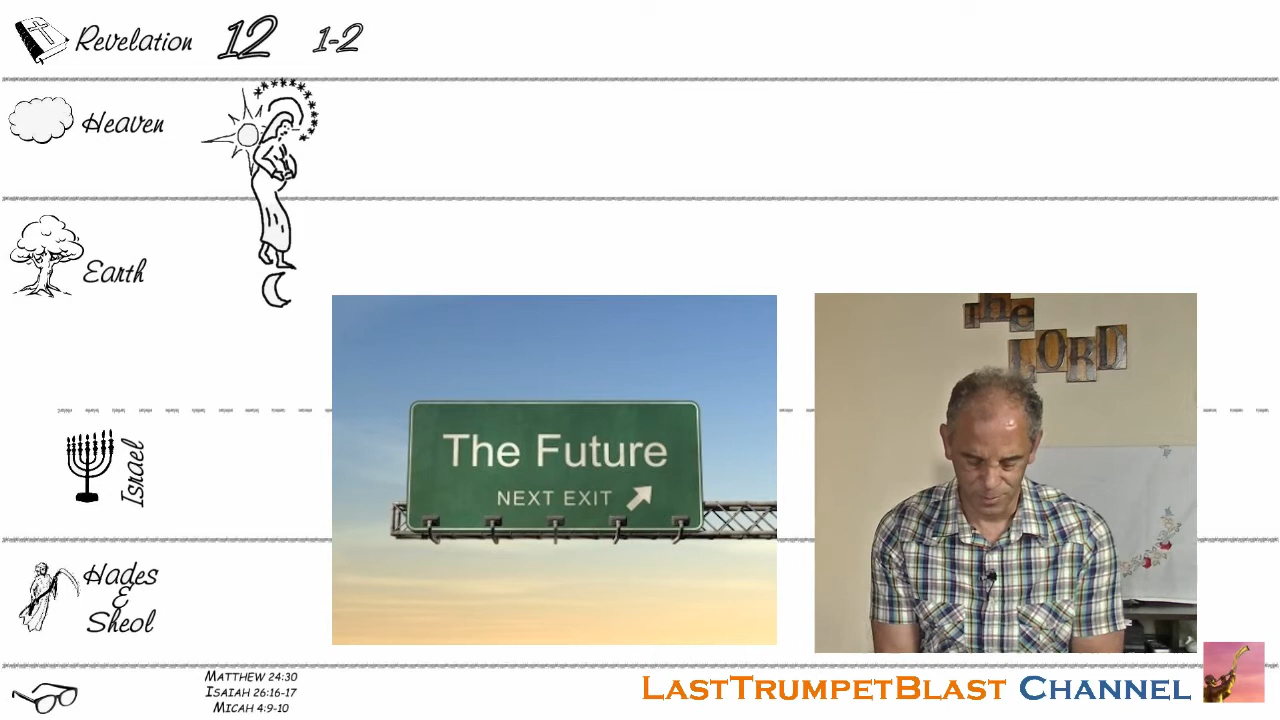 Revelation 12 1-2
Heaven
Earth
The Future
NEXT EXIT
The
LORD
Israel
Hades
&
Sheol
MATTHEW 24:30
ISAIAH 26:16-17
MICAH 4:9-10
LASTTRUMPETBLAST CHANNEL